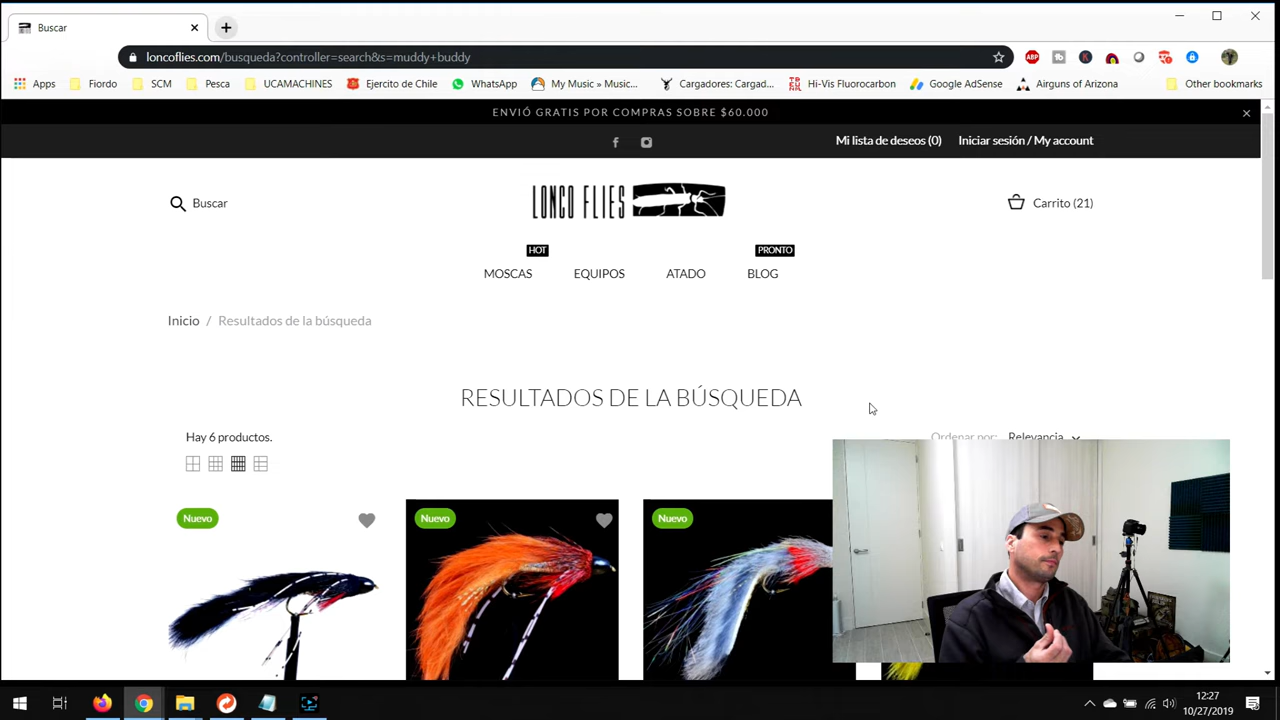 Buscar
loncoflies.com/busqueda?controller=search&s=muddy+buddy
ABP
Apps
Fiordo
SCM
Pesca
UCAMACHINES
Ejercito de Chile
WhatsApp
My Music » Music...
Cargadores: Cargad...
Hi-Vis Fluorocarbon
Google AdSense
Airguns of Arizona
Other bookmarks
ENVIÓ GRATIS POR COMPRAS SOBRE $60.000
Mi lista de deseos (0)
Iniciar sesión / My account
Buscar
LONCO FLIES
Carrito (21)
HOT
PRONTO
MOSCAS
EQUIPOS
ATADO
BLOG
Inicio / Resultados de la búsqueda
RESULTADOS DE LA BÚSQUEDA
Hay 6 productos.
Ordenar por: Relevancia
Nuevo
Nuevo
Nuevo
12:27
10/27/2019